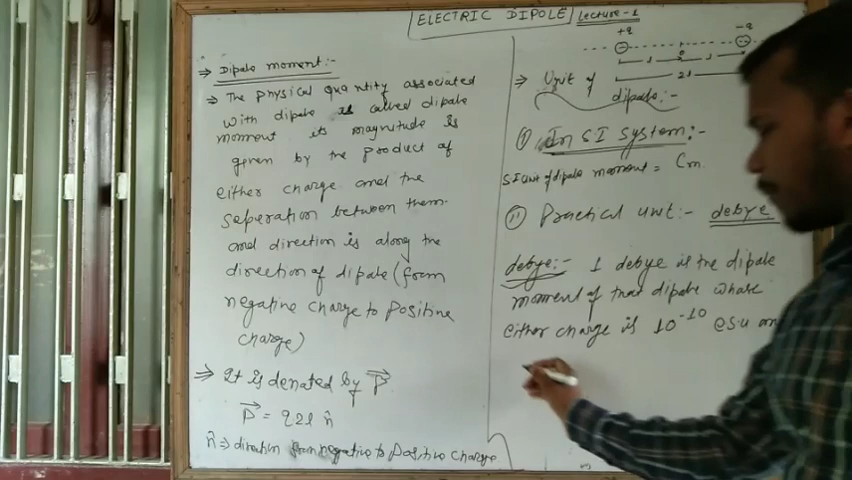 ELECTRIC DIPOLE Lecture-1
⇒ Dipole moment:-
⇒ The physical quantity associated
with dipole is called dipole
moment its magnitude is
given by the product of
either charge and the
seperation between them.
and direction is along the
direction of dipole (form
negative charge to positive
charge)
⇒ It is denoted by P⃗
P⃗ = q2l n̂
n̂ ⇒ direction from negative to positive charge
+q -q
o
l l
2l
⇒ Unit of
dipole:-
(i) In SI system:-
SI unit of dipole moment = Cm
(ii) Practical unit:- debye
debye:- 1 debye is the dipole
moment of that dipole whose
either charge is 10⁻¹⁰ esu an